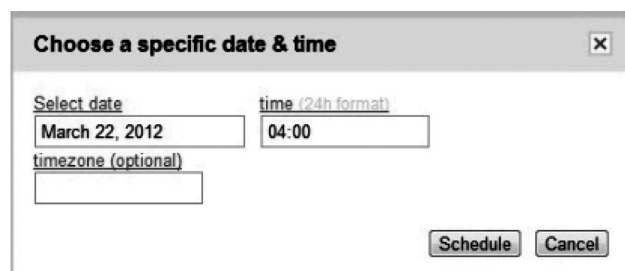 Choose a specific date & time
Select date time (24h format)
March 22, 2012 04:00
timezone (optional)
Schedule Cancel